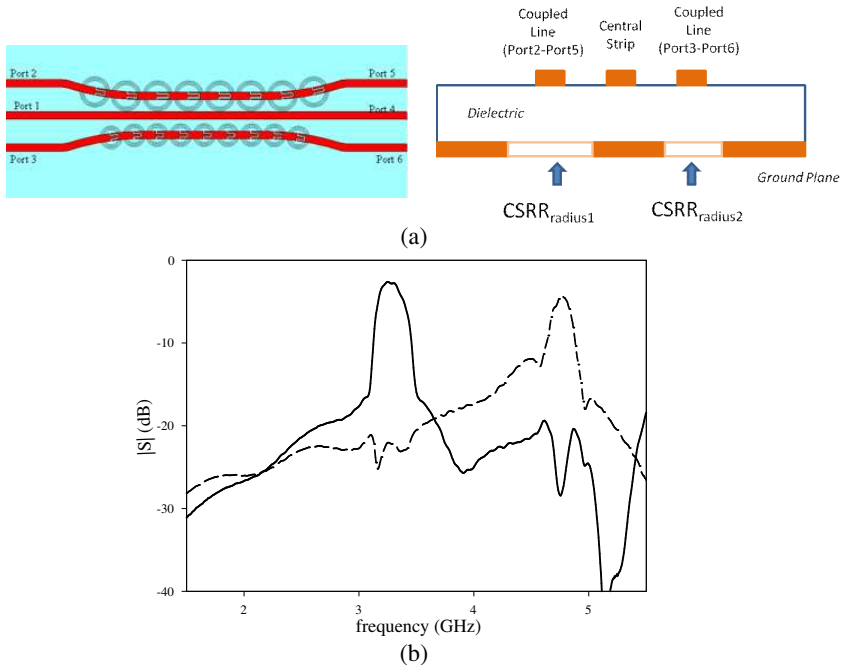 Port 2
Port 5
Port 1
Port 4
Port 3
Port 6
Coupled
Line
(Port2-Port5)
Central
Strip
Coupled
Line
(Port3-Port6)
Dielectric
Ground Plane
CSRRradius1
CSRRradius2
(a)
0
-10
-20
-30
-40
|S| (dB)
2
3
4
5
frequency (GHz)
(b)